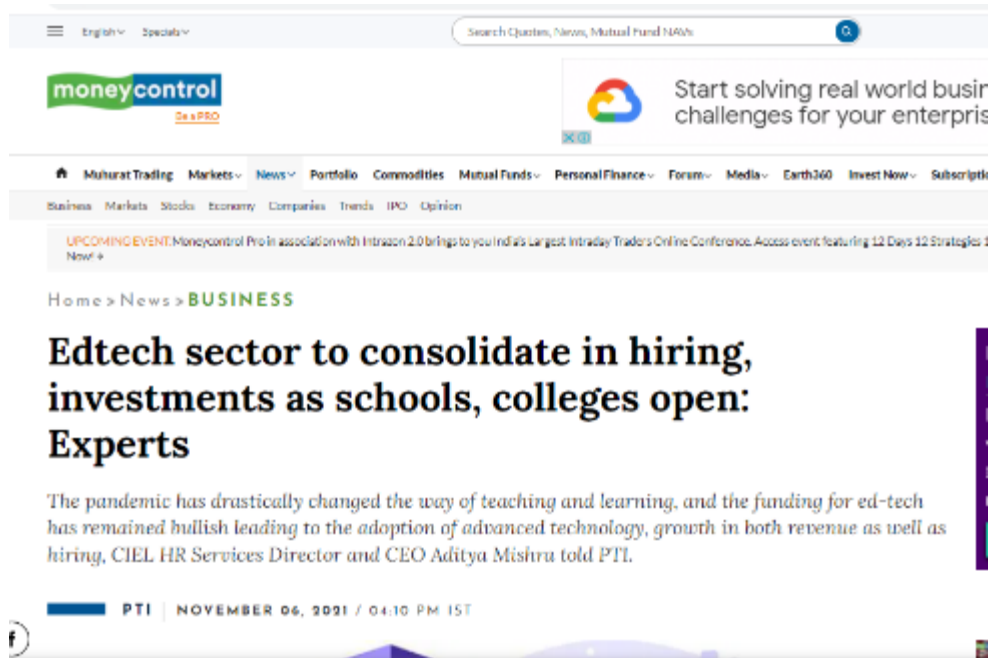 English Specials Search Quotes, News, Mutual Fund NAVs
moneycontrol
Be a PRO
Start solving real world busin
challenges for your enterpris
Muhurat Trading Markets News Portfolio Commodities Mutual Funds Personal Finance Forum Media Earth360 Invest Now Subscriptio
Business Markets Stocks Economy Companies Trends IPO Opinion
UPCOMING EVENT: Moneycontrol Pro in association with Intrazon 2.0 brings to you India's Largest Intraday Traders Online Conference. Access event featuring 12 Days 12 Strategies 1
Now!
Home > News > BUSINESS
Edtech sector to consolidate in hiring,
investments as schools, colleges open:
Experts
The pandemic has drastically changed the way of teaching and learning, and the funding for ed-tech
has remained bullish leading to the adoption of advanced technology, growth in both revenue as well as
hiring, CIEL HR Services Director and CEO Aditya Mishra told PTI.
PTI | NOVEMBER 06, 2021 / 04:10 PM IST
f